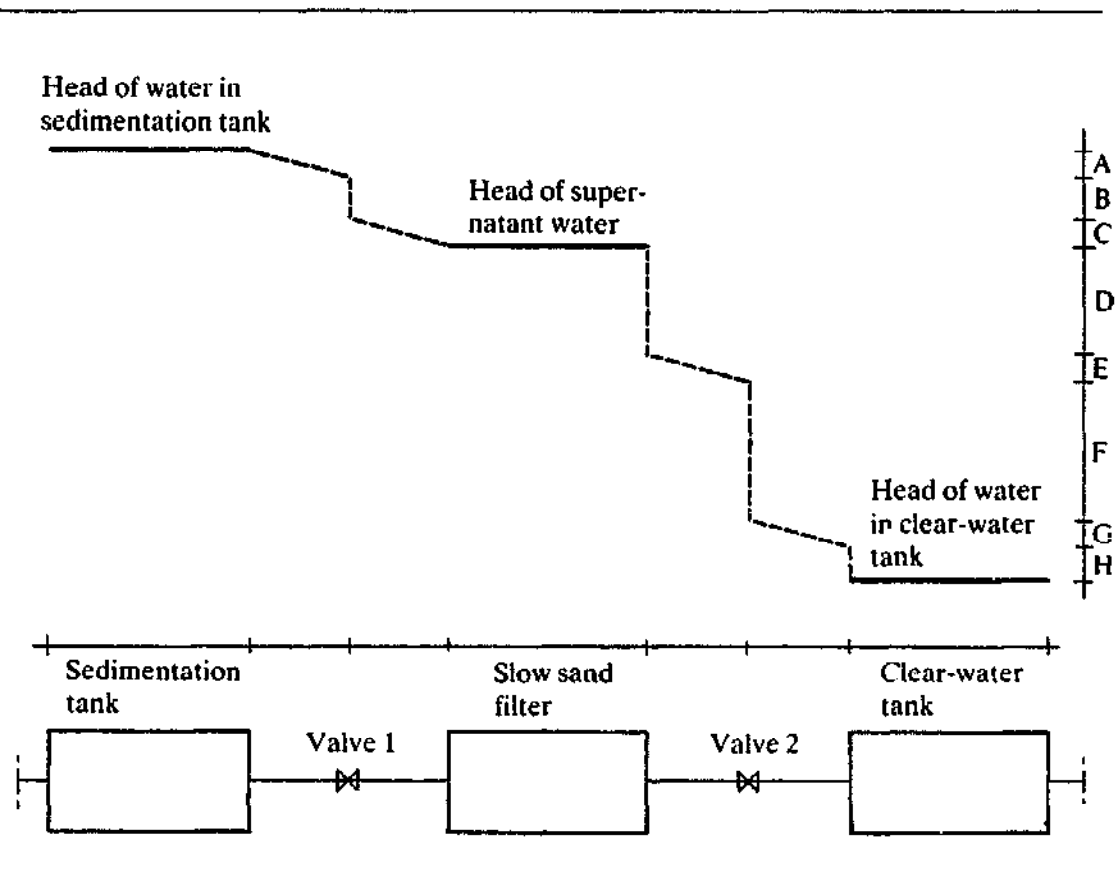 Head of water in
sedimentation tank
Head of super-
natant water
Head of water
in clear-water
tank
A
B
C
D
E
F
G
H
Sedimentation
tank
Slow sand
filter
Clear-water
tank
Valve 1
Valve 2